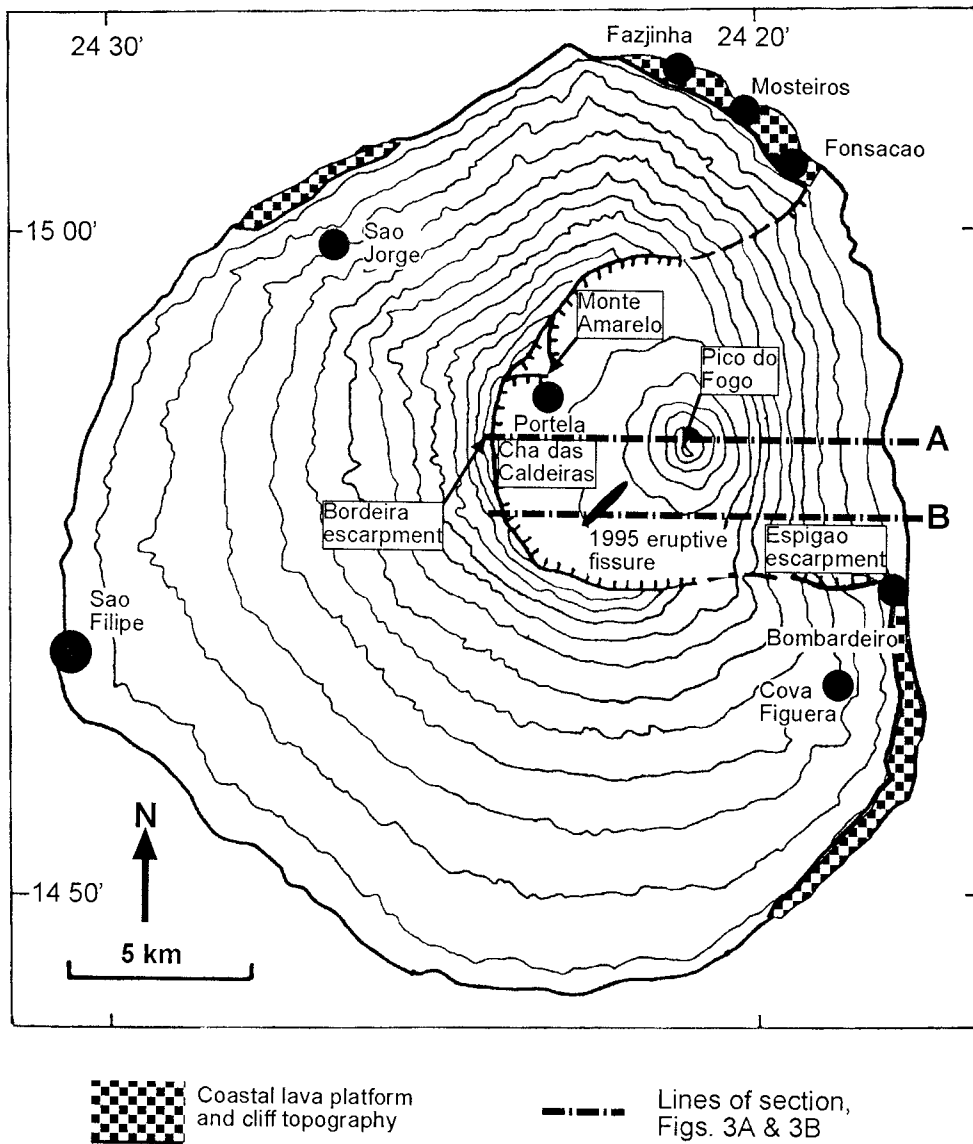 24 30'
Fazjinha
24 20'
Mosteiros
Fonsacao
15 00'
Sao
Jorge
Monte
Amarelo
Pico do
Fogo
Portela
Cha das
Caldeiras
A
B
Bordeira
escarpment
1995 eruptive
fissure
Espigao
escarpment
Sao
Filipe
Bombardeiro
Cova
Figuera
N
14 50'
5 km
Coastal lava platform
and cliff topography
Lines of section,
Figs. 3A & 3B